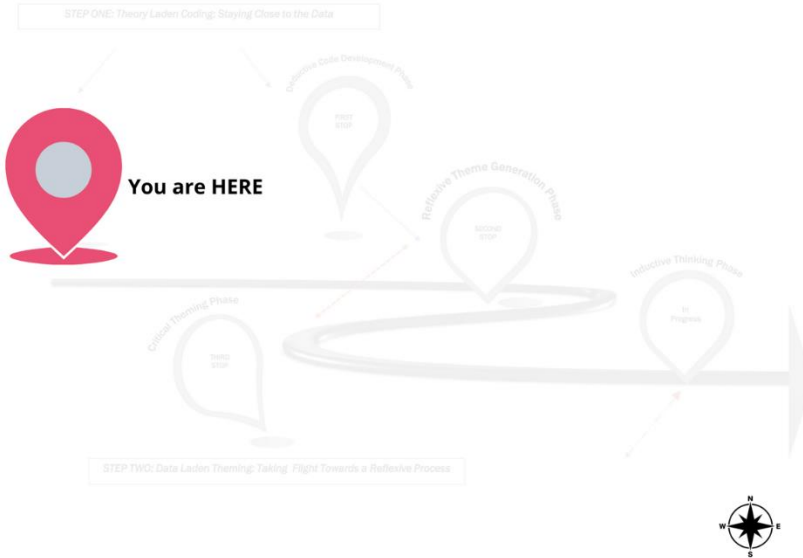 STEP ONE: Theory Laden Coding: Staying Close to the Data
Deductive Code Development Phase
FIRST
STOP
You are HERE
Reflexive Theme Generation Phase
SECOND
STOP
Inductive Thinking Phase
In
Progress
Critical Theming Phase
THIRD
STOP
STEP TWO: Data Laden Theming: Taking Flight Towards a Reflexive Process
N
W
E
S